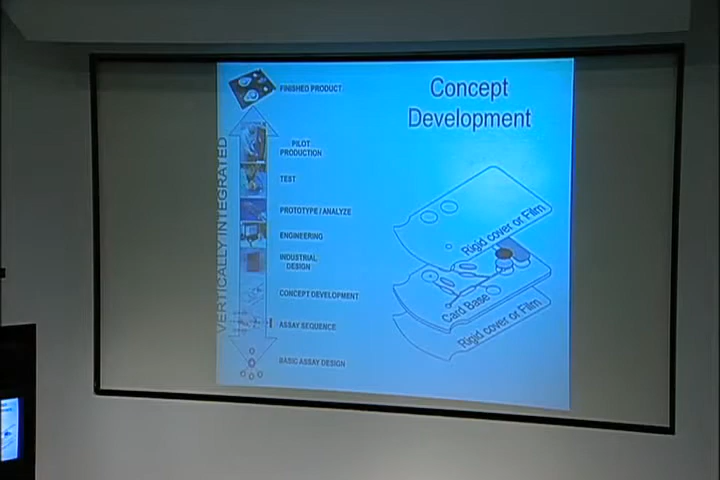 Concept
Development
FINISHED PRODUCT
PILOT
PRODUCTION
TEST
PROTOTYPE / ANALYZE
ENGINEERING
INDUSTRIAL
DESIGN
CONCEPT DEVELOPMENT
ASSAY SEQUENCE
BASIC ASSAY DESIGN
VERTICALLY INTEGRATED
Rigid cover or Film
Card Base
Rigid cover or Film